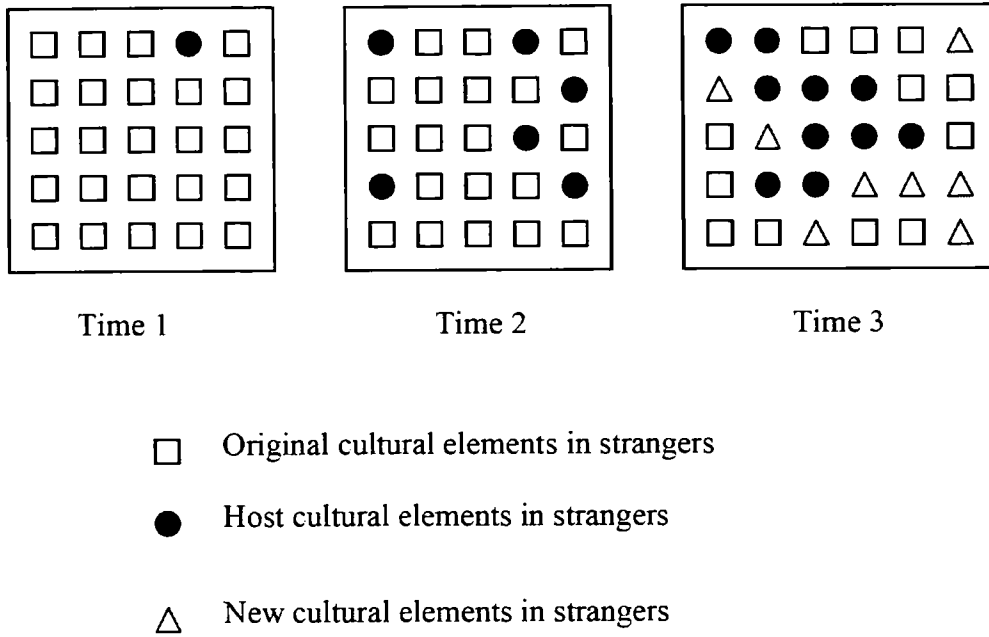 Time 1
Time 2
Time 3
Original cultural elements in strangers
Host cultural elements in strangers
New cultural elements in strangers